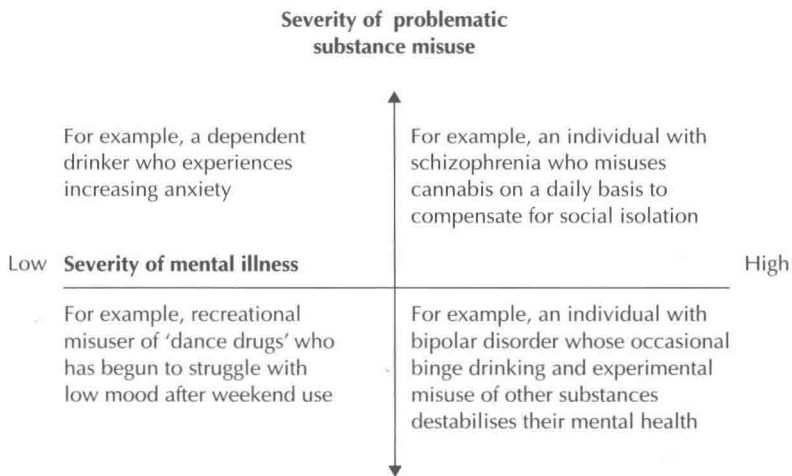 Severity of problematic
substance misuse
For example, a dependent
drinker who experiences
increasing anxiety
For example, an individual with
schizophrenia who misuses
cannabis on a daily basis to
compensate for social isolation
Low Severity of mental illness High
For example, recreational
misuser of ‘dance drugs’ who
has begun to struggle with
low mood after weekend use
For example, an individual with
bipolar disorder whose occasional
binge drinking and experimental
misuse of other substances
destabilises their mental health